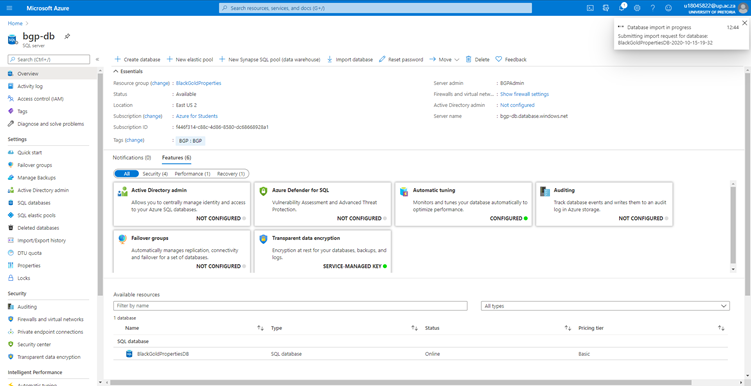 Microsoft Azure
Search resources, services, and docs (G+/)
1
u18045822@up.ac.za
UNIVERSITY OF PRETORIA
Home >
bgp-db
SQL server
Database import in progress 12:44
Submitting import request for database:
BlackGoldPropertiesDB-2020-10-15-19-32
Search (Ctrl+/)
Create database
New elastic pool
New Synapse SQL pool (data warehouse)
Import database
Reset password
Move
Delete
Feedback
Overview
Activity log
Access control (IAM)
Tags
Diagnose and solve problems
Settings
Quick start
Failover groups
Manage Backups
Active Directory admin
SQL databases
SQL elastic pools
Deleted databases
Import/Export history
DTU quota
Properties
Locks
Security
Auditing
Firewalls and virtual networks
Private endpoint connections
Security center
Transparent data encryption
Intelligent Performance
Automatic tuning
Essentials
Resource group (change) : BlackGoldProperties
Status : Available
Location : East US 2
Subscription (change) : Azure for Students
Subscription ID :
Tags (change) : BGP : BGP
Server admin : BGPAdmin
Firewalls and virtual netw... : Show firewall settings
Active Directory admin : Not configured
Server name : bgp-db.database.windows.net
Notifications (0) Features (6)
All Security (4) Performance (1) Recovery (1)
Active Directory admin
Allows you to centrally manage identity and access
to your Azure SQL databases.
NOT CONFIGURED
Azure Defender for SQL
Vulnerability Assessment and Advanced Threat
Protection.
NOT CONFIGURED
Automatic tuning
Monitors and tunes your database automatically to
optimize performance.
CONFIGURED
Auditing
Track database events and writes them to an audit
log in Azure storage.
NOT CONFIGURED
Failover groups
Automatically manages replication, connectivity
and failover for a set of databases.
NOT CONFIGURED
Transparent data encryption
Encryption at rest for your databases, backups, and
logs.
SERVICE-MANAGED KEY
Available resources
Filter by name
All types
1 database
Name Type Status Pricing tier
SQL database
BlackGoldPropertiesDB SQL database Online Basic